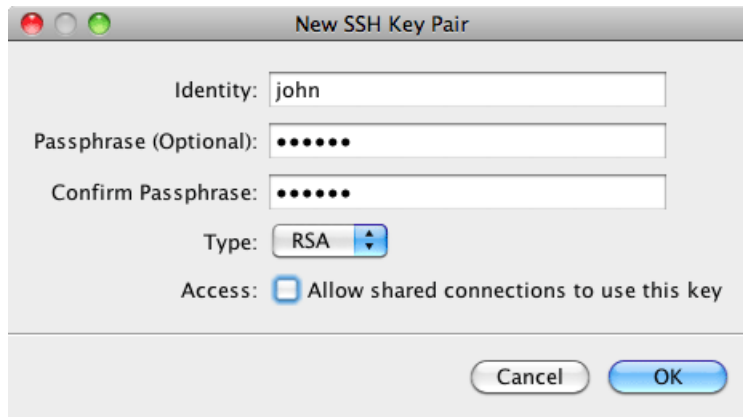 New SSH Key Pair
Identity: john
Passphrase (Optional): ••••••
Confirm Passphrase: ••••••
Type: RSA
Access: Allow shared connections to use this key
Cancel OK